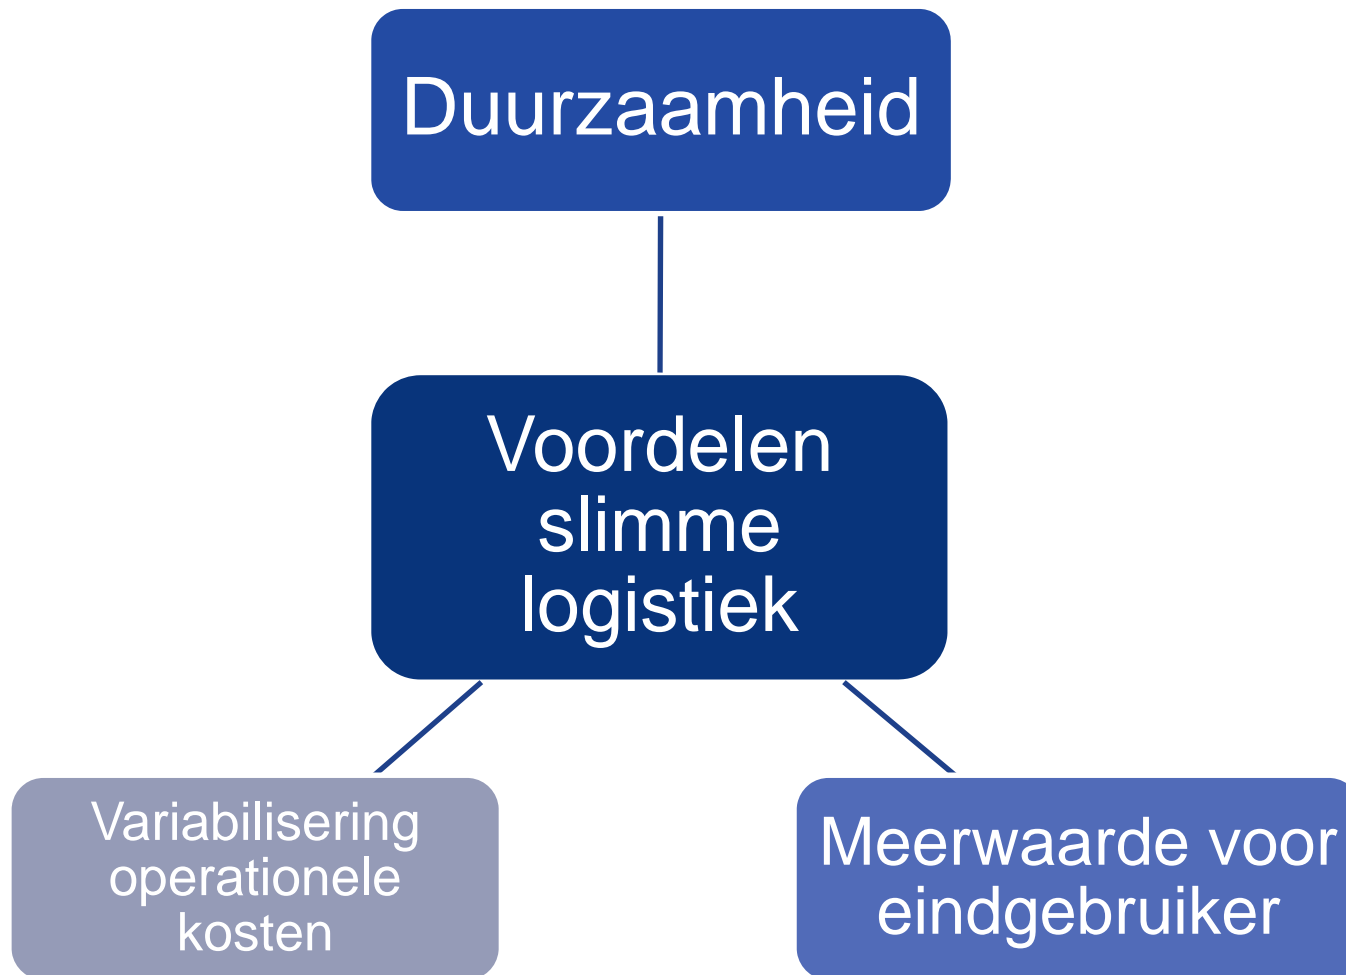 Duurzaamheid
Voordelen
slimme
logistiek
Variabilisering
operationele
kosten
Meerwaarde voor
eindgebruiker